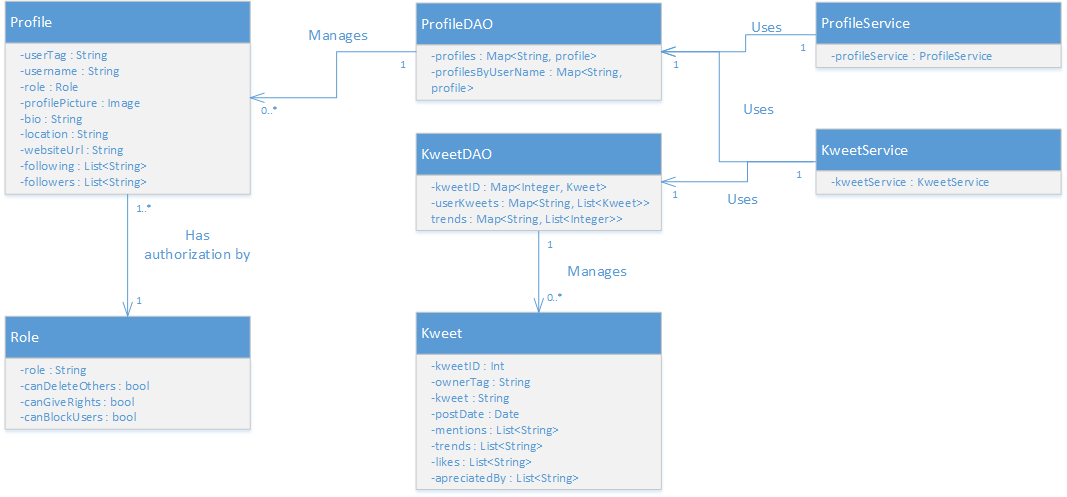 Profile
-userTag : String
-username : String
-role : Role
-profilePicture : Image
-bio : String
-location : String
-websiteUrl : String
-following : List<String>
-followers : List<String>
1..*
Has
authorization by
1
Role
-role : String
-canDeleteOthers : bool
-canGiveRights : bool
-canBlockUsers : bool
Manages
1
0..*
ProfileDAO
-profiles : Map<String, profile>
-profilesByUserName : Map<String,
profile>
Uses
1
1
Uses
ProfileService
-profileService : ProfileService
KweetDAO
-kweetID : Map<Integer, Kweet>
-userKweets : Map<String, List<Kweet>>
trends : Map<String, List<Integer>>
1
1
Uses
KweetService
-kweetService : KweetService
1
Manages
0..*
Kweet
-kweetID : Int
-ownerTag : String
-kweet : String
-postDate : Date
-mentions : List<String>
-trends : List<String>
-likes : List<String>
-apreciatedBy : List<String>